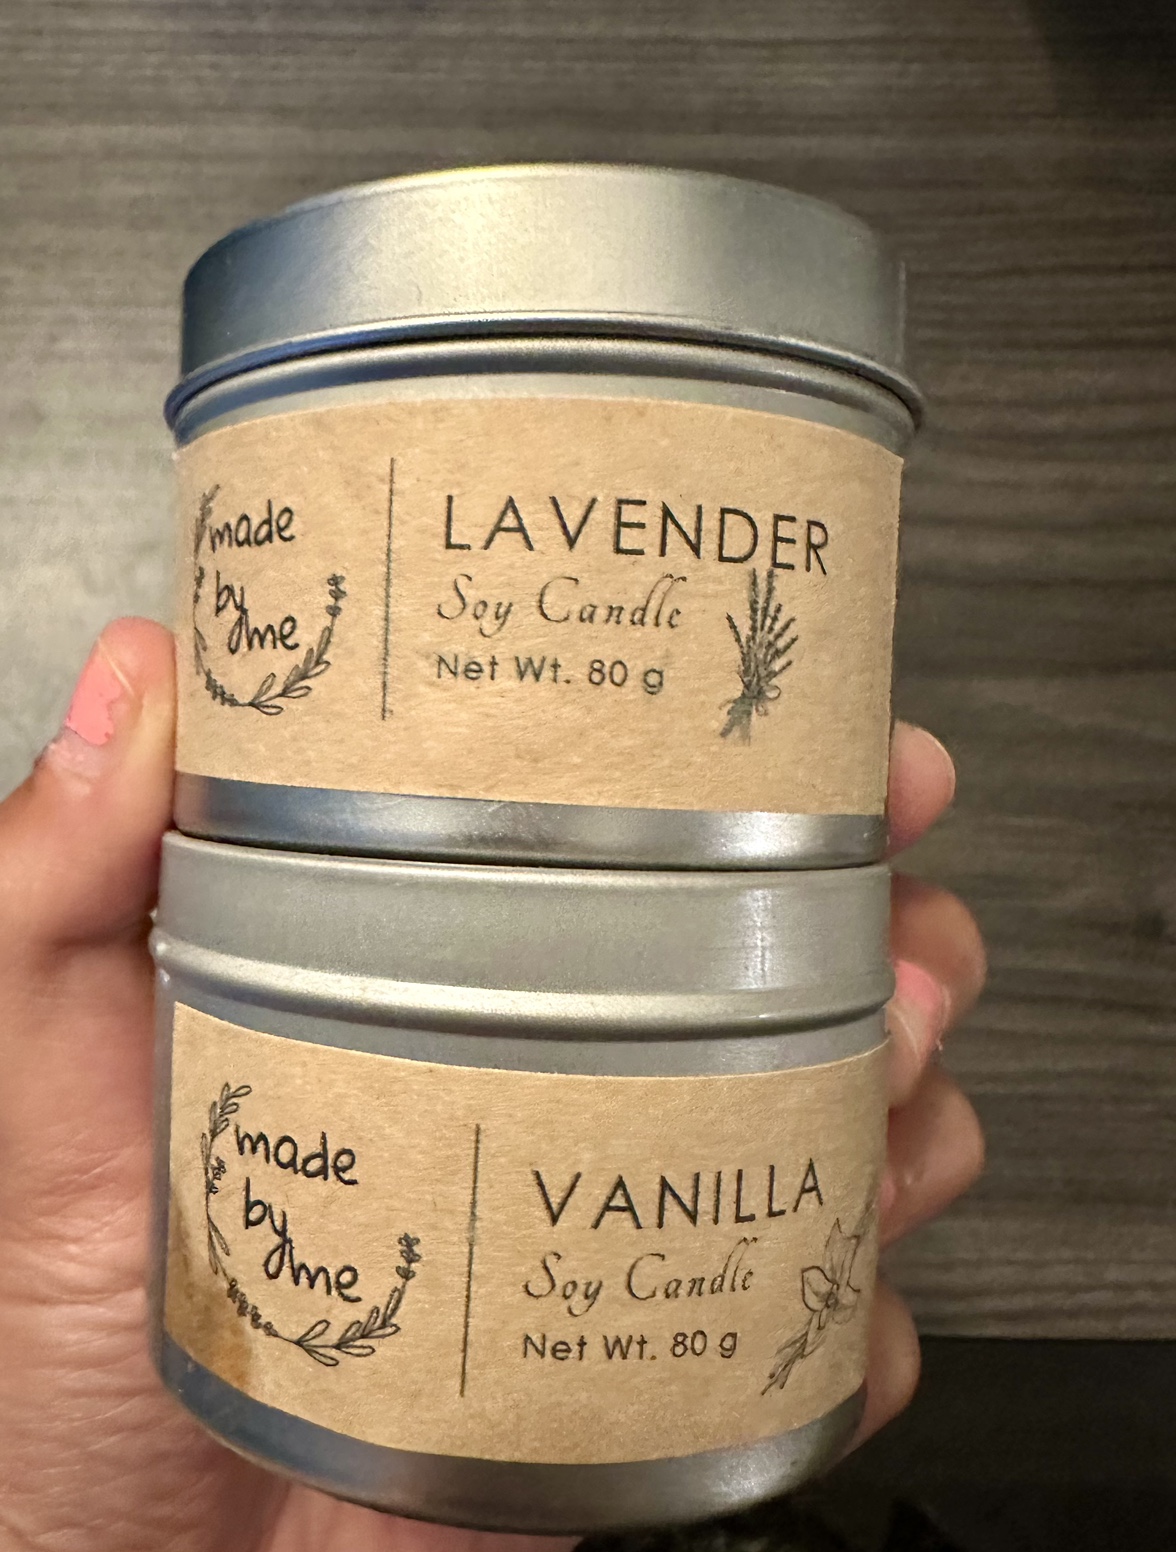 made
by
me
LAVENDER
Soy Candle
Net Wt. 80 g
made
by
me
VANILLA
Soy Candle
Net Wt. 80 g